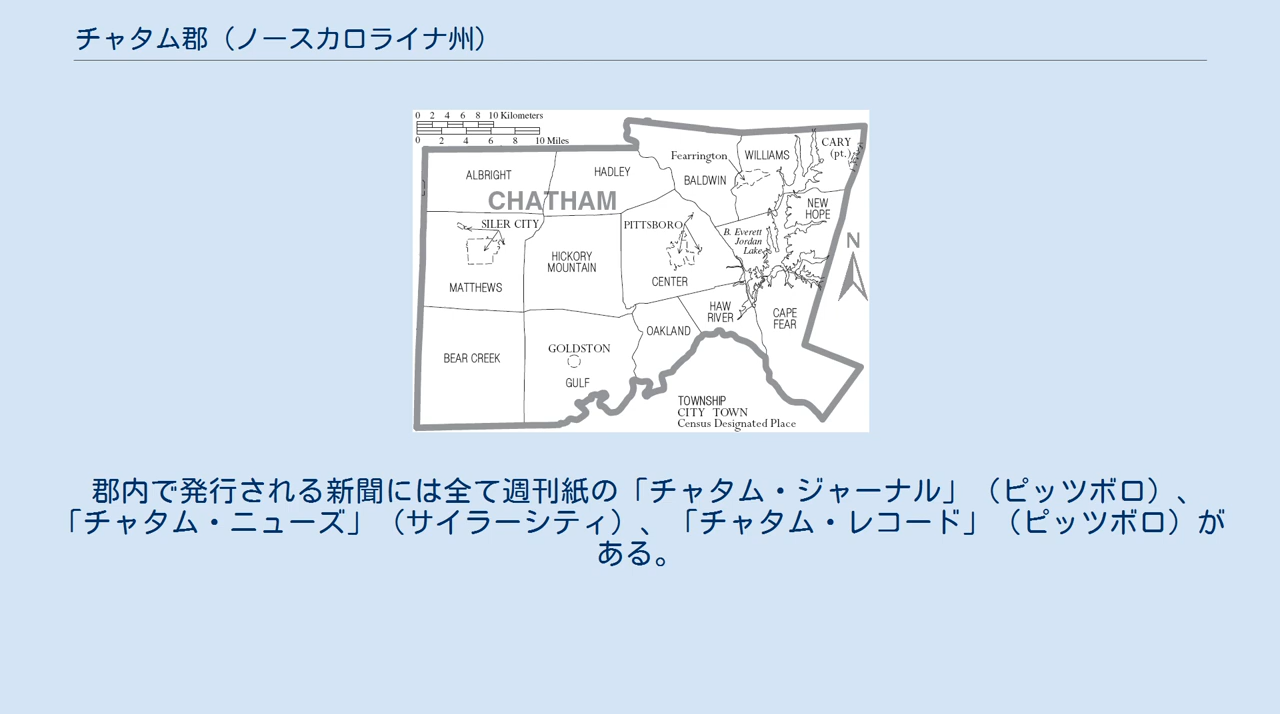 チャタム郡（ノースカロライナ州）
0 2 4 6 8 10 Kilometers
0 2 4 6 8 10 Miles
CARY
(pt.)
Fearrington
WILLIAMS
ALBRIGHT
HADLEY
BALDWIN
CHATHAM
NEW
HOPE
SILER CITY
PITTSBORO
B. Everett
Jordan
Lake
N
HICKORY
MOUNTAIN
CENTER
MATTHEWS
HAW
RIVER
CAPE
FEAR
OAKLAND
GOLDSTON
BEAR CREEK
GULF
TOWNSHIP
CITY TOWN
Census Designated Place
郡内で発行される新聞には全て週刊紙の「チャタム・ジャーナル」（ピッツボロ）、
「チャタム・ニューズ」（サイラーシティ）、「チャタム・レコード」（ピッツボロ）が
ある。